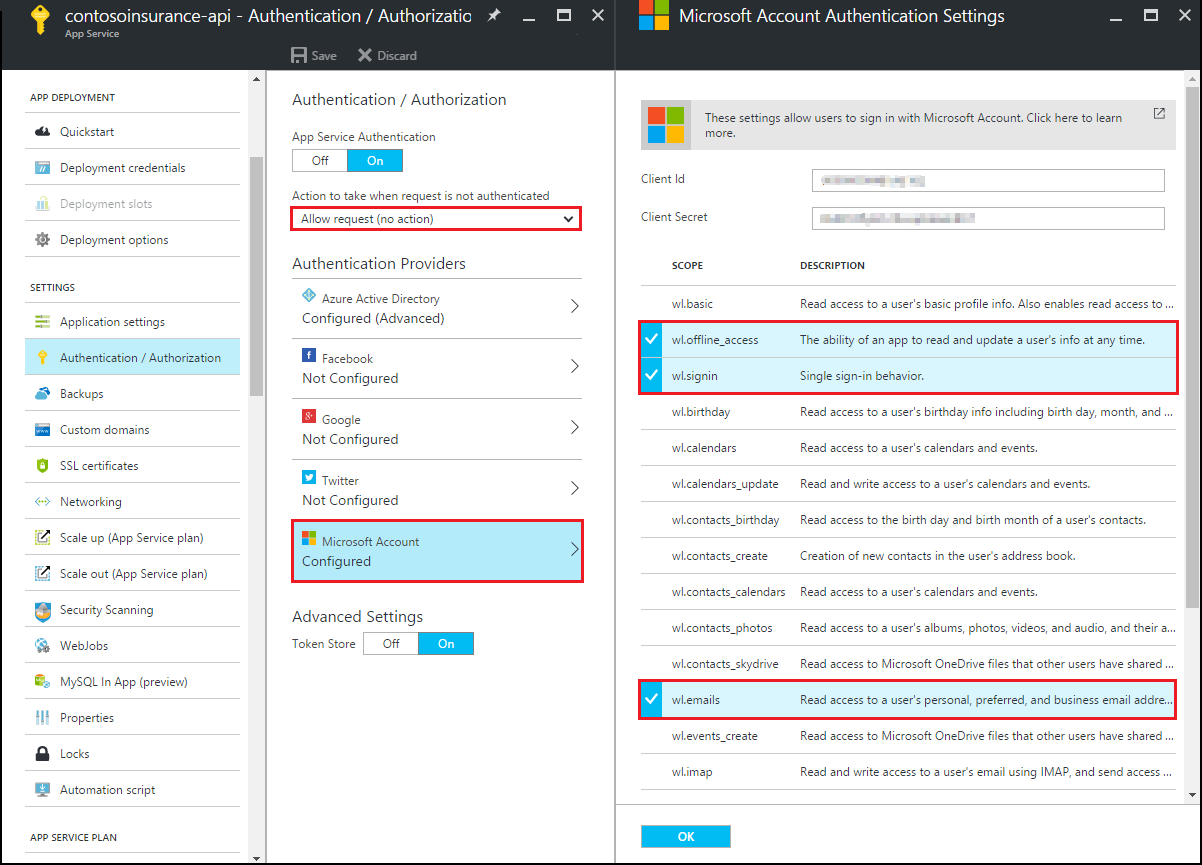 contosoinsurance-api - Authentication / Authorizatio
App Service
Save
Discard
APP DEPLOYMENT
Quickstart
Deployment credentials
Deployment slots
Deployment options
SETTINGS
Application settings
Authentication / Authorization
Backups
Custom domains
SSL certificates
Networking
Scale up (App Service plan)
Scale out (App Service plan)
Security Scanning
WebJobs
MySQL In App (preview)
Properties
Locks
Automation script
APP SERVICE PLAN
Authentication / Authorization
App Service Authentication
Off On
Action to take when request is not authenticated
Allow request (no action)
Authentication Providers
Azure Active Directory
Configured (Advanced)
Facebook
Not Configured
Google
Not Configured
Twitter
Not Configured
Microsoft Account
Configured
Advanced Settings
Token Store Off On
Microsoft Account Authentication Settings
These settings allow users to sign in with Microsoft Account. Click here to learn
more.
Client Id
Client Secret
SCOPE DESCRIPTION
wl.basic Read access to a user's basic profile info. Also enables read access to ...
wl.offline_access The ability of an app to read and update a user's info at any time.
wl.signin Single sign-in behavior.
wl.birthday Read access to a user's birthday info including birth day, month, and ...
wl.calendars Read access to a user's calendars and events.
wl.calendars_update Read and write access to a user's calendars and events.
wl.contacts_birthday Read access to the birth day and birth month of a user's contacts.
wl.contacts_create Creation of new contacts in the user's address book.
wl.contacts_calendars Read access to a user's calendars and events.
wl.contacts_photos Read access to a user's albums, photos, videos, and audio, and their a...
wl.contacts_skydrive Read access to Microsoft OneDrive files that other users have shared ...
wl.emails Read access to a user's personal, preferred, and business email addre...
wl.events_create Read access to Microsoft OneDrive files that other users have shared ...
wl.imap Read and write access to a user's email using IMAP, and send access ...
OK